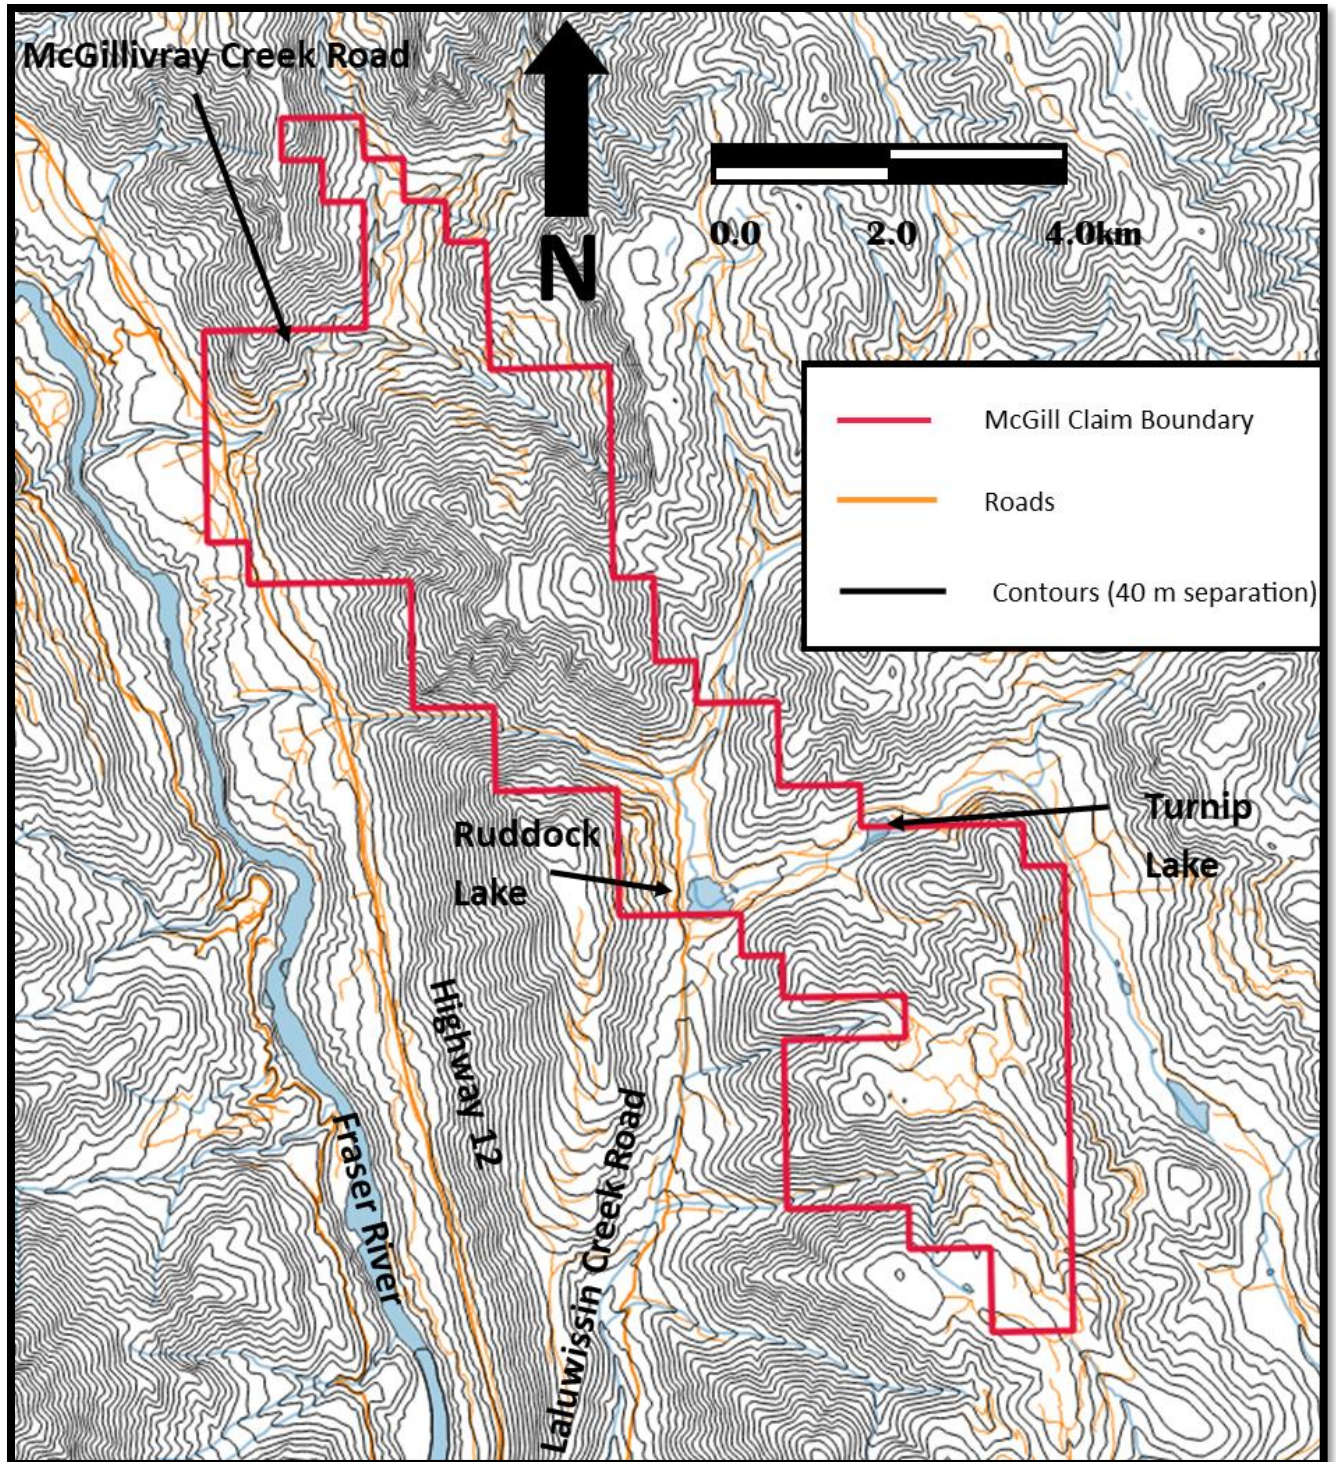 McGillivray Creek Road
N
0.0 2.0 4.0km
McGill Claim Boundary
Roads
Contours (40 m separation)
Ruddock
Lake
Turnip
Lake
Highway 12
Fraser River
Laluwissin Creek Road